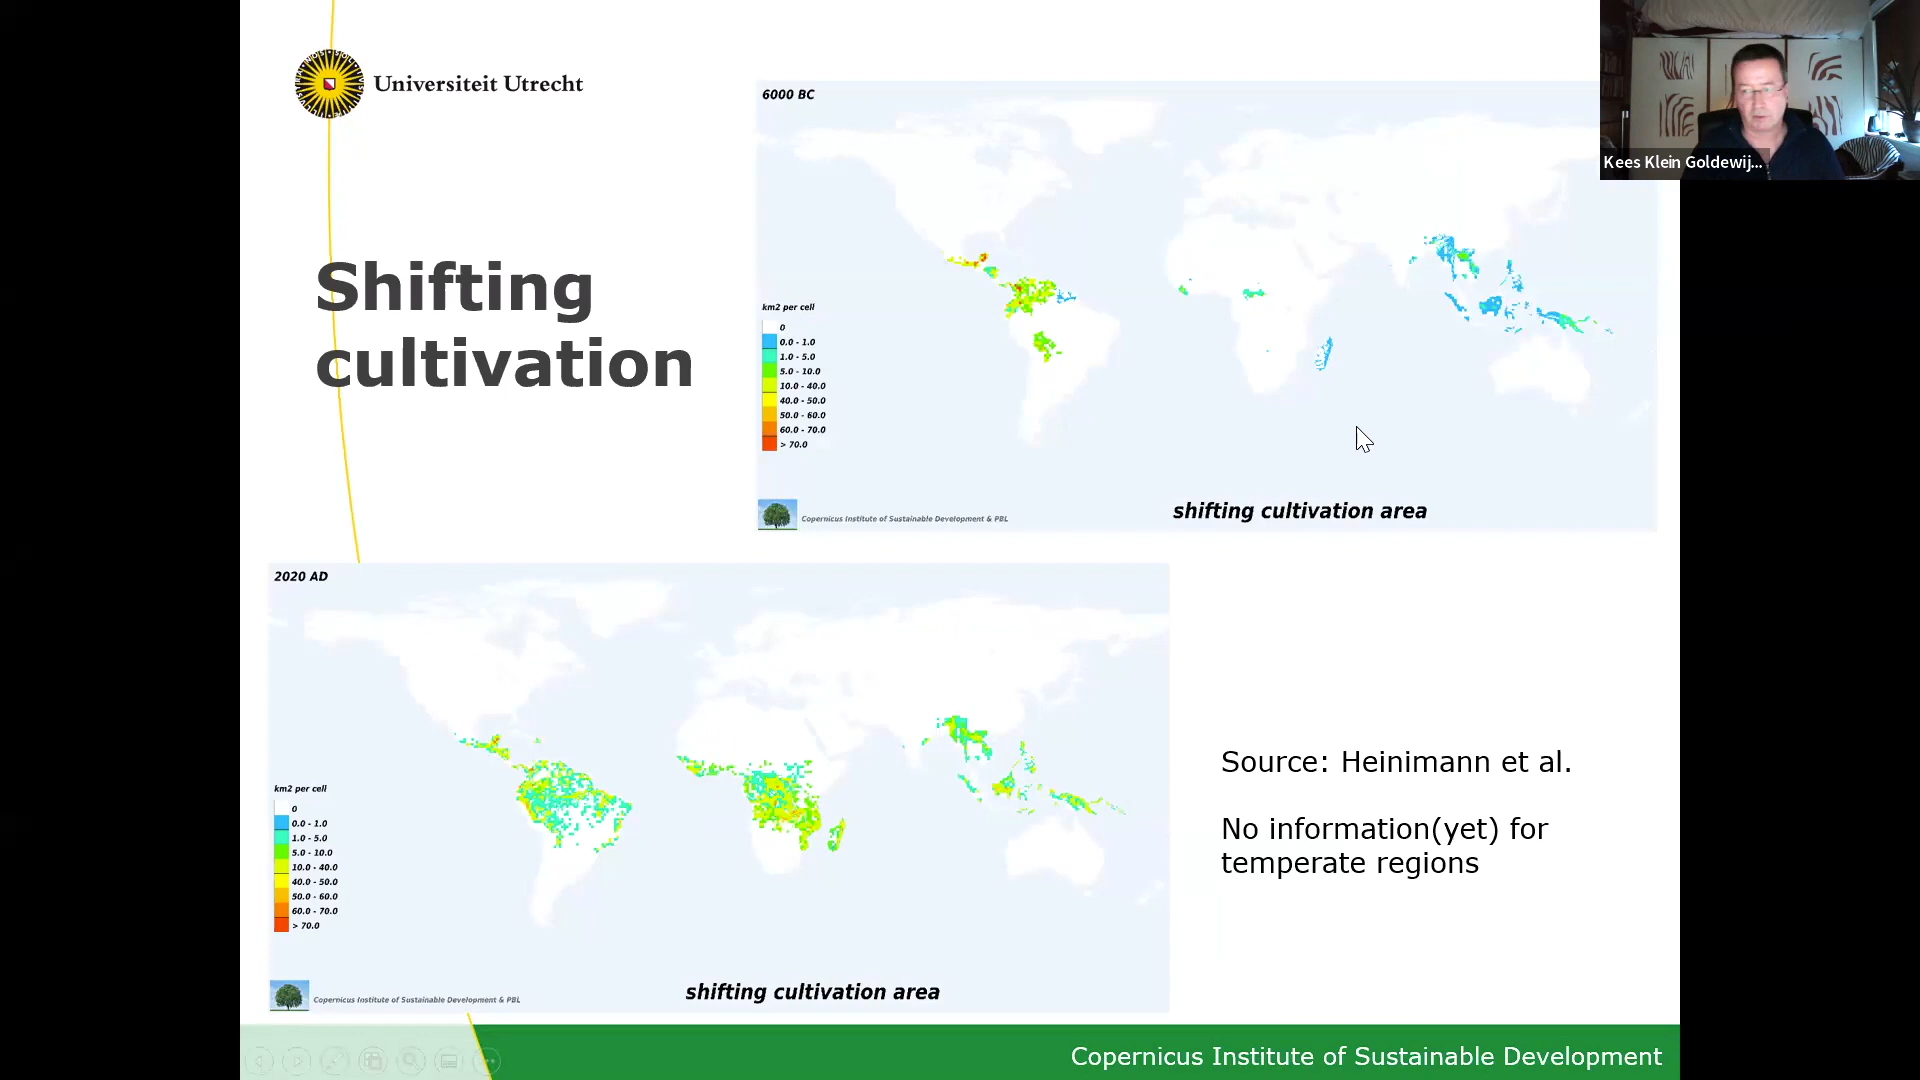 Universiteit Utrecht
Kees Klein Goldewij...
Shifting
cultivation
6000 BC
km2 per cell
0
0.0 - 1.0
1.0 - 5.0
5.0 - 10.0
10.0 - 40.0
40.0 - 50.0
50.0 - 60.0
60.0 - 70.0
> 70.0
Copernicus Institute of Sustainable Development & PBL
shifting cultivation area
2020 AD
km2 per cell
0
0.0 - 1.0
1.0 - 5.0
5.0 - 10.0
10.0 - 40.0
40.0 - 50.0
50.0 - 60.0
60.0 - 70.0
> 70.0
Copernicus Institute of Sustainable Development & PBL
shifting cultivation area
Source: Heinimann et al.
No information(yet) for
temperate regions
Copernicus Institute of Sustainable Development